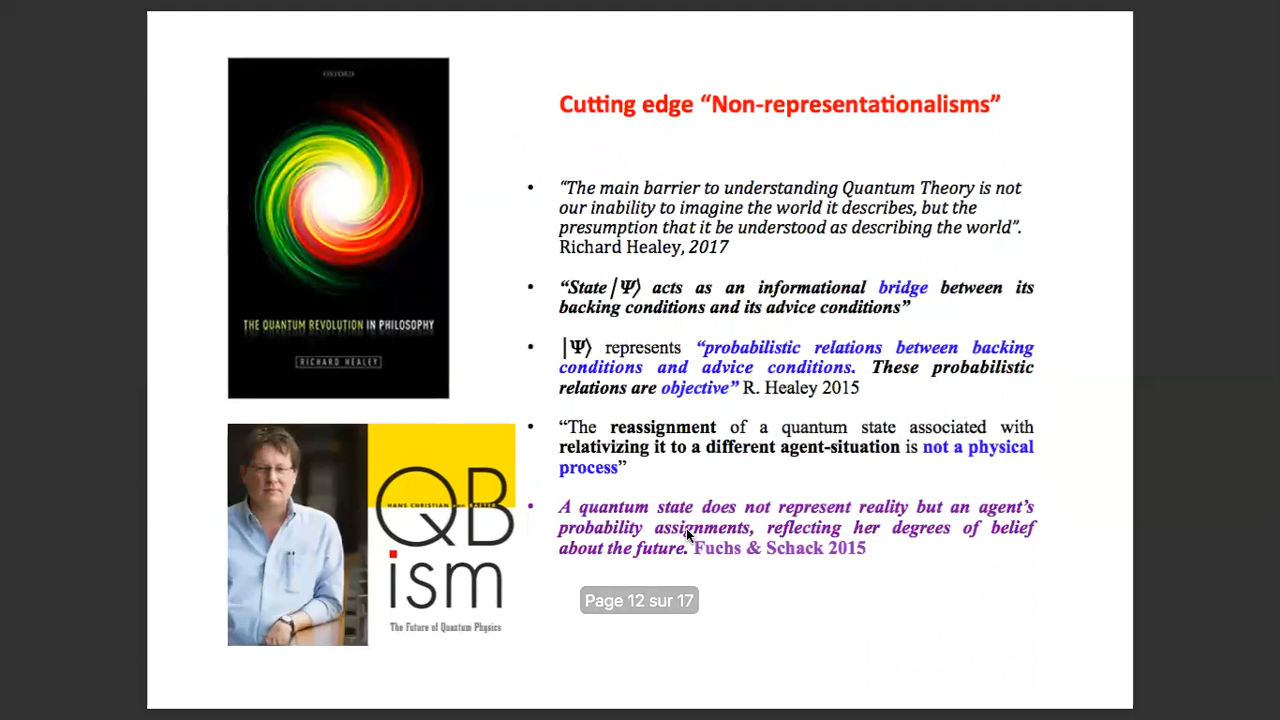 OXFORD
THE QUANTUM REVOLUTION IN PHILOSOPHY
RICHARD HEALEY
Cutting edge “Non-representationalisms”
• “The main barrier to understanding Quantum Theory is not
our inability to imagine the world it describes, but the
presumption that it be understood as describing the world”.
Richard Healey, 2017
• “State|Ψ⟩ acts as an informational bridge between its
backing conditions and its advice conditions”
• |Ψ⟩ represents “probabilistic relations between backing
conditions and advice conditions. These probabilistic
relations are objective” R. Healey 2015
• “The reassignment of a quantum state associated with
relativizing it to a different agent-situation is not a physical
process”
• A quantum state does not represent reality but an agent’s
probability assignments, reflecting her degrees of belief
about the future. Fuchs & Schack 2015
QB
HANS CHRISTIAN von BAEYER
ism
The Future of Quantum Physics
Page 12 sur 17